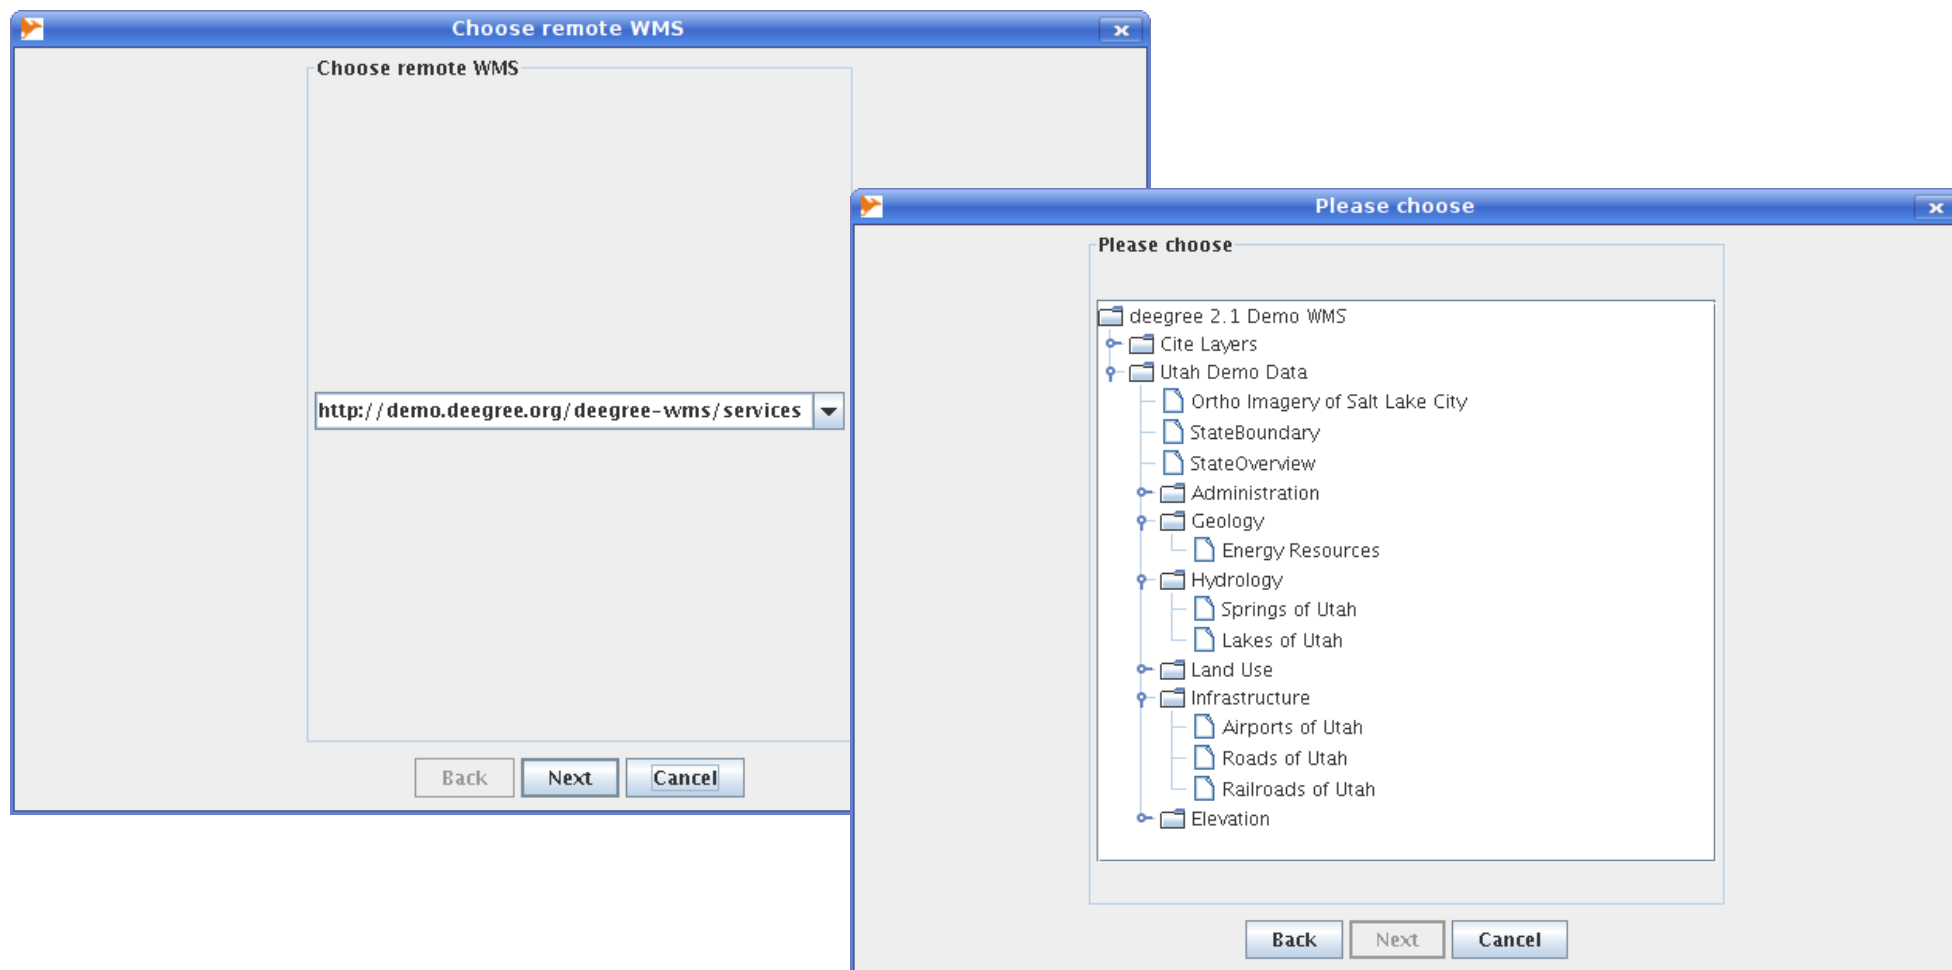 Choose remote WMS
Choose remote WMS
http://demo.deegree.org/deegree-wms/services
Back Next Cancel
Please choose
Please choose
deegree 2.1 Demo WMS
Cite Layers
Utah Demo Data
Ortho Imagery of Salt Lake City
StateBoundary
StateOverview
Administration
Geology
Energy Resources
Hydrology
Springs of Utah
Lakes of Utah
Land Use
Infrastructure
Airports of Utah
Roads of Utah
Railroads of Utah
Elevation
Back Next Cancel